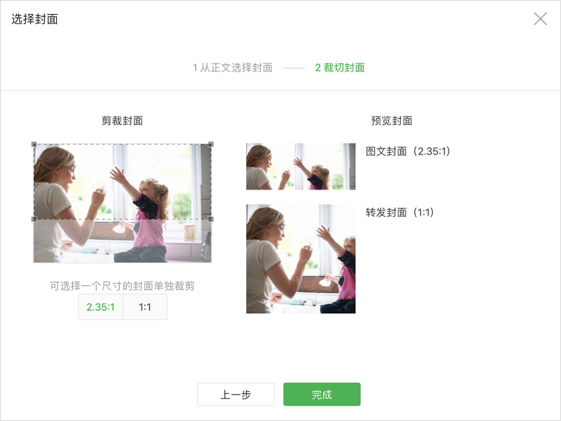 选择封面
1 从正文选择封面
2 裁切封面
剪裁封面
预览封面
图文封面（2.35:1）
转发封面（1:1）
可选择一个尺寸的封面单独裁剪
2.35:1
1:1
上一步
完成